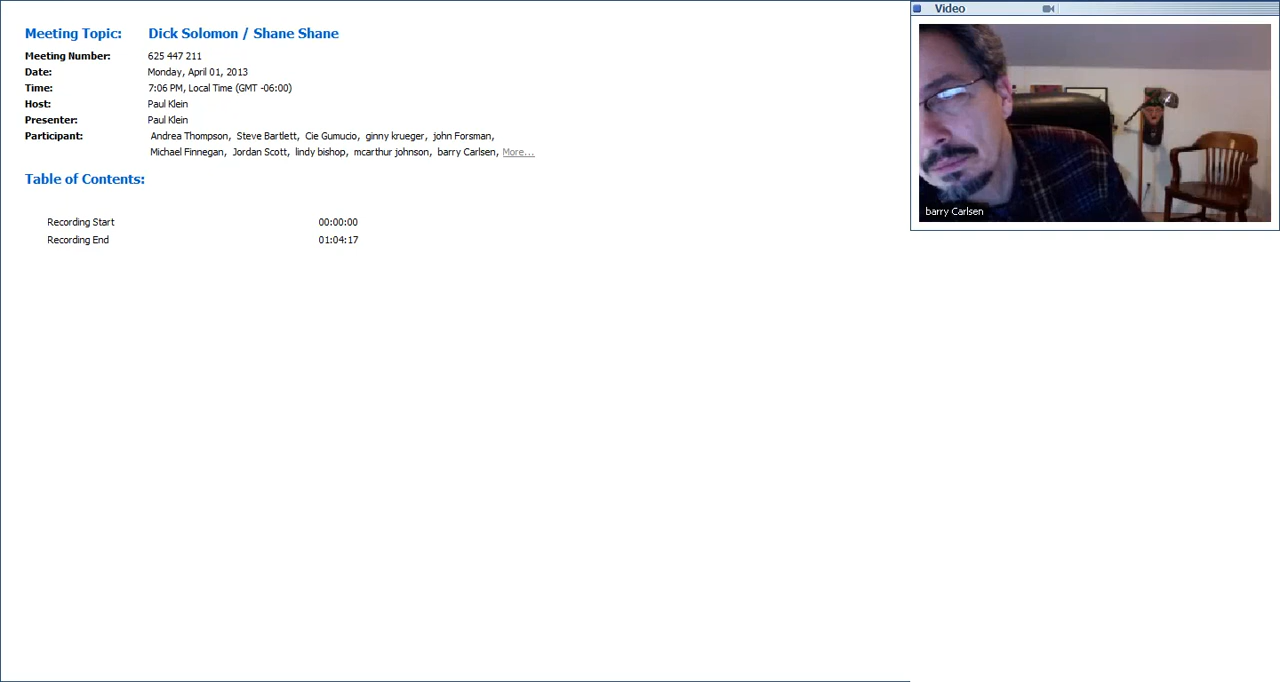 Meeting Topic: Dick Solomon / Shane Shane
Meeting Number: 625 447 211
Date: Monday, April 01, 2013
Time: 7:06 PM, Local Time (GMT -06:00)
Host: Paul Klein
Presenter: Paul Klein
Participant: Andrea Thompson, Steve Bartlett, Cie Gumucio, ginny krueger, john Forsman,
Michael Finnegan, Jordan Scott, lindy bishop, mcarthur johnson, barry Carlsen, More...
Table of Contents:
Recording Start 00:00:00
Recording End 01:04:17
Video
barry Carlsen